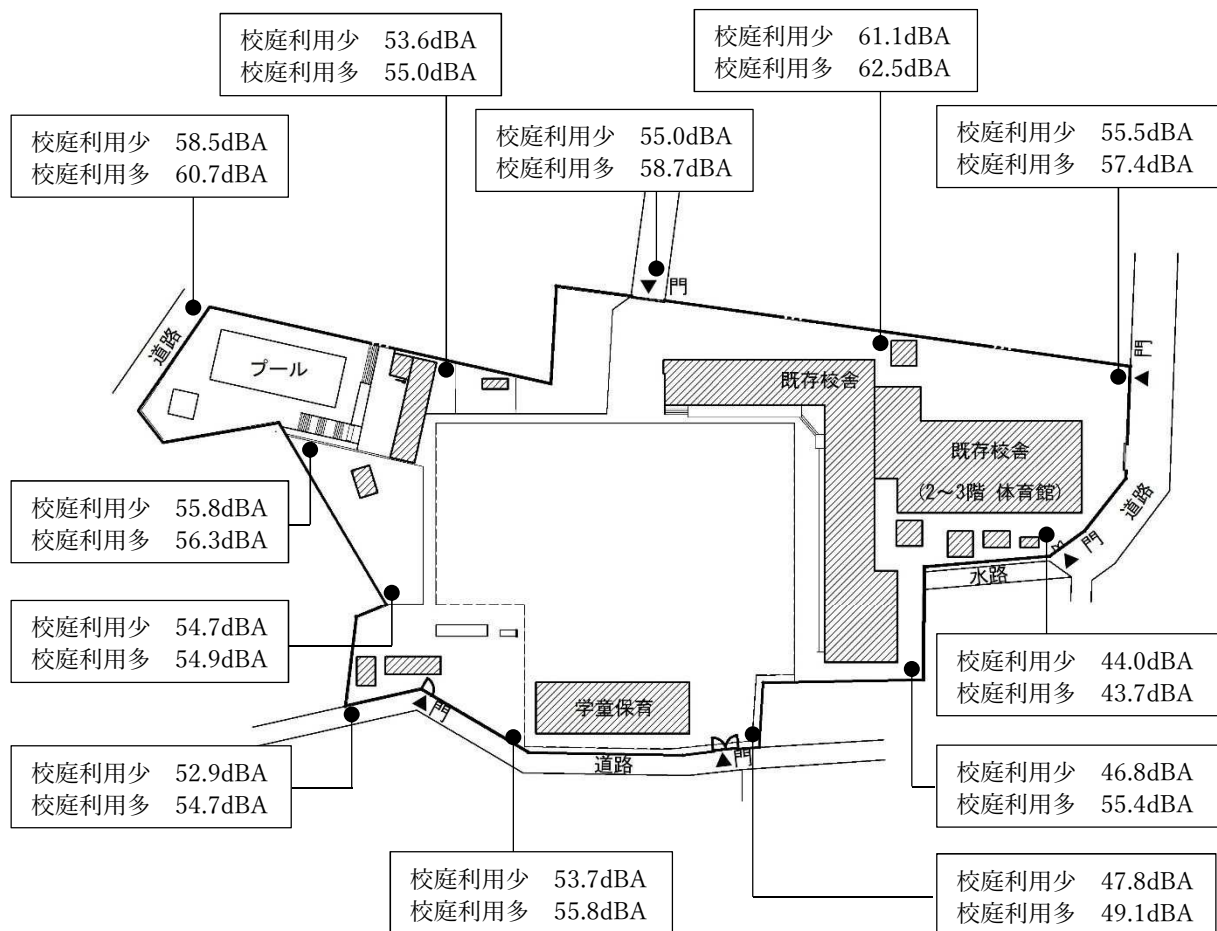 校庭利用少 53.6dBA
校庭利用多 55.0dBA
校庭利用少 61.1dBA
校庭利用多 62.5dBA
校庭利用少 58.5dBA
校庭利用多 60.7dBA
校庭利用少 55.0dBA
校庭利用多 58.7dBA
校庭利用少 55.5dBA
校庭利用多 57.4dBA
門
道路
プール
門
既存校舎
既存校舎
(2～3階 体育館)
道路
門
水路
校庭利用少 55.8dBA
校庭利用多 56.3dBA
校庭利用少 54.7dBA
校庭利用多 54.9dBA
校庭利用少 44.0dBA
校庭利用多 43.7dBA
学童保育
門
門
道路
校庭利用少 52.9dBA
校庭利用多 54.7dBA
校庭利用少 46.8dBA
校庭利用多 55.4dBA
校庭利用少 53.7dBA
校庭利用多 55.8dBA
校庭利用少 47.8dBA
校庭利用多 49.1dBA